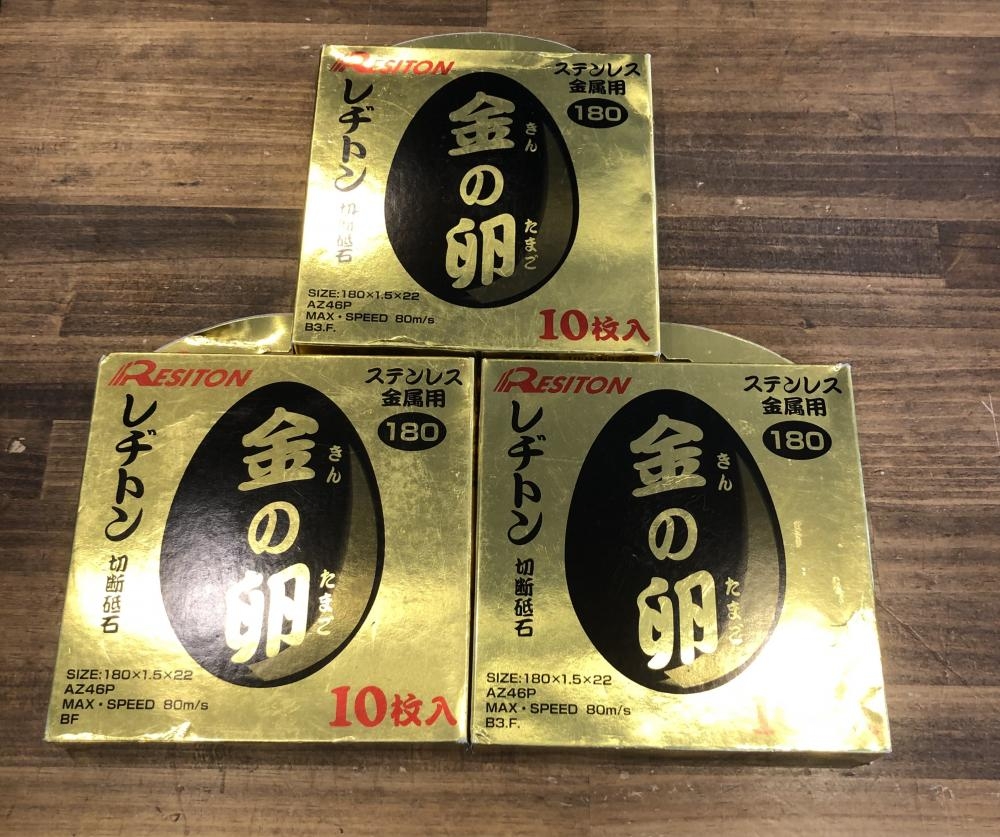 RESITON
レヂトン
切断砥石
金の卵
きん
たまご
ステンレス
金属用
180
SIZE:180×1.5×22
AZ46P
MAX・SPEED 80m/s
B3.F.
10枚入
RESITON
レヂトン
切断砥石
金の卵
きん
たまご
ステンレス
金属用
180
SIZE:180×1.5×22
AZ46P
MAX・SPEED 80m/s
BF
10枚入
RESITON
レヂトン
切断砥石
金の卵
きん
たまご
ステンレス
金属用
180
SIZE:180×1.5×22
AZ46P
MAX・SPEED 80m/s
B3.F.